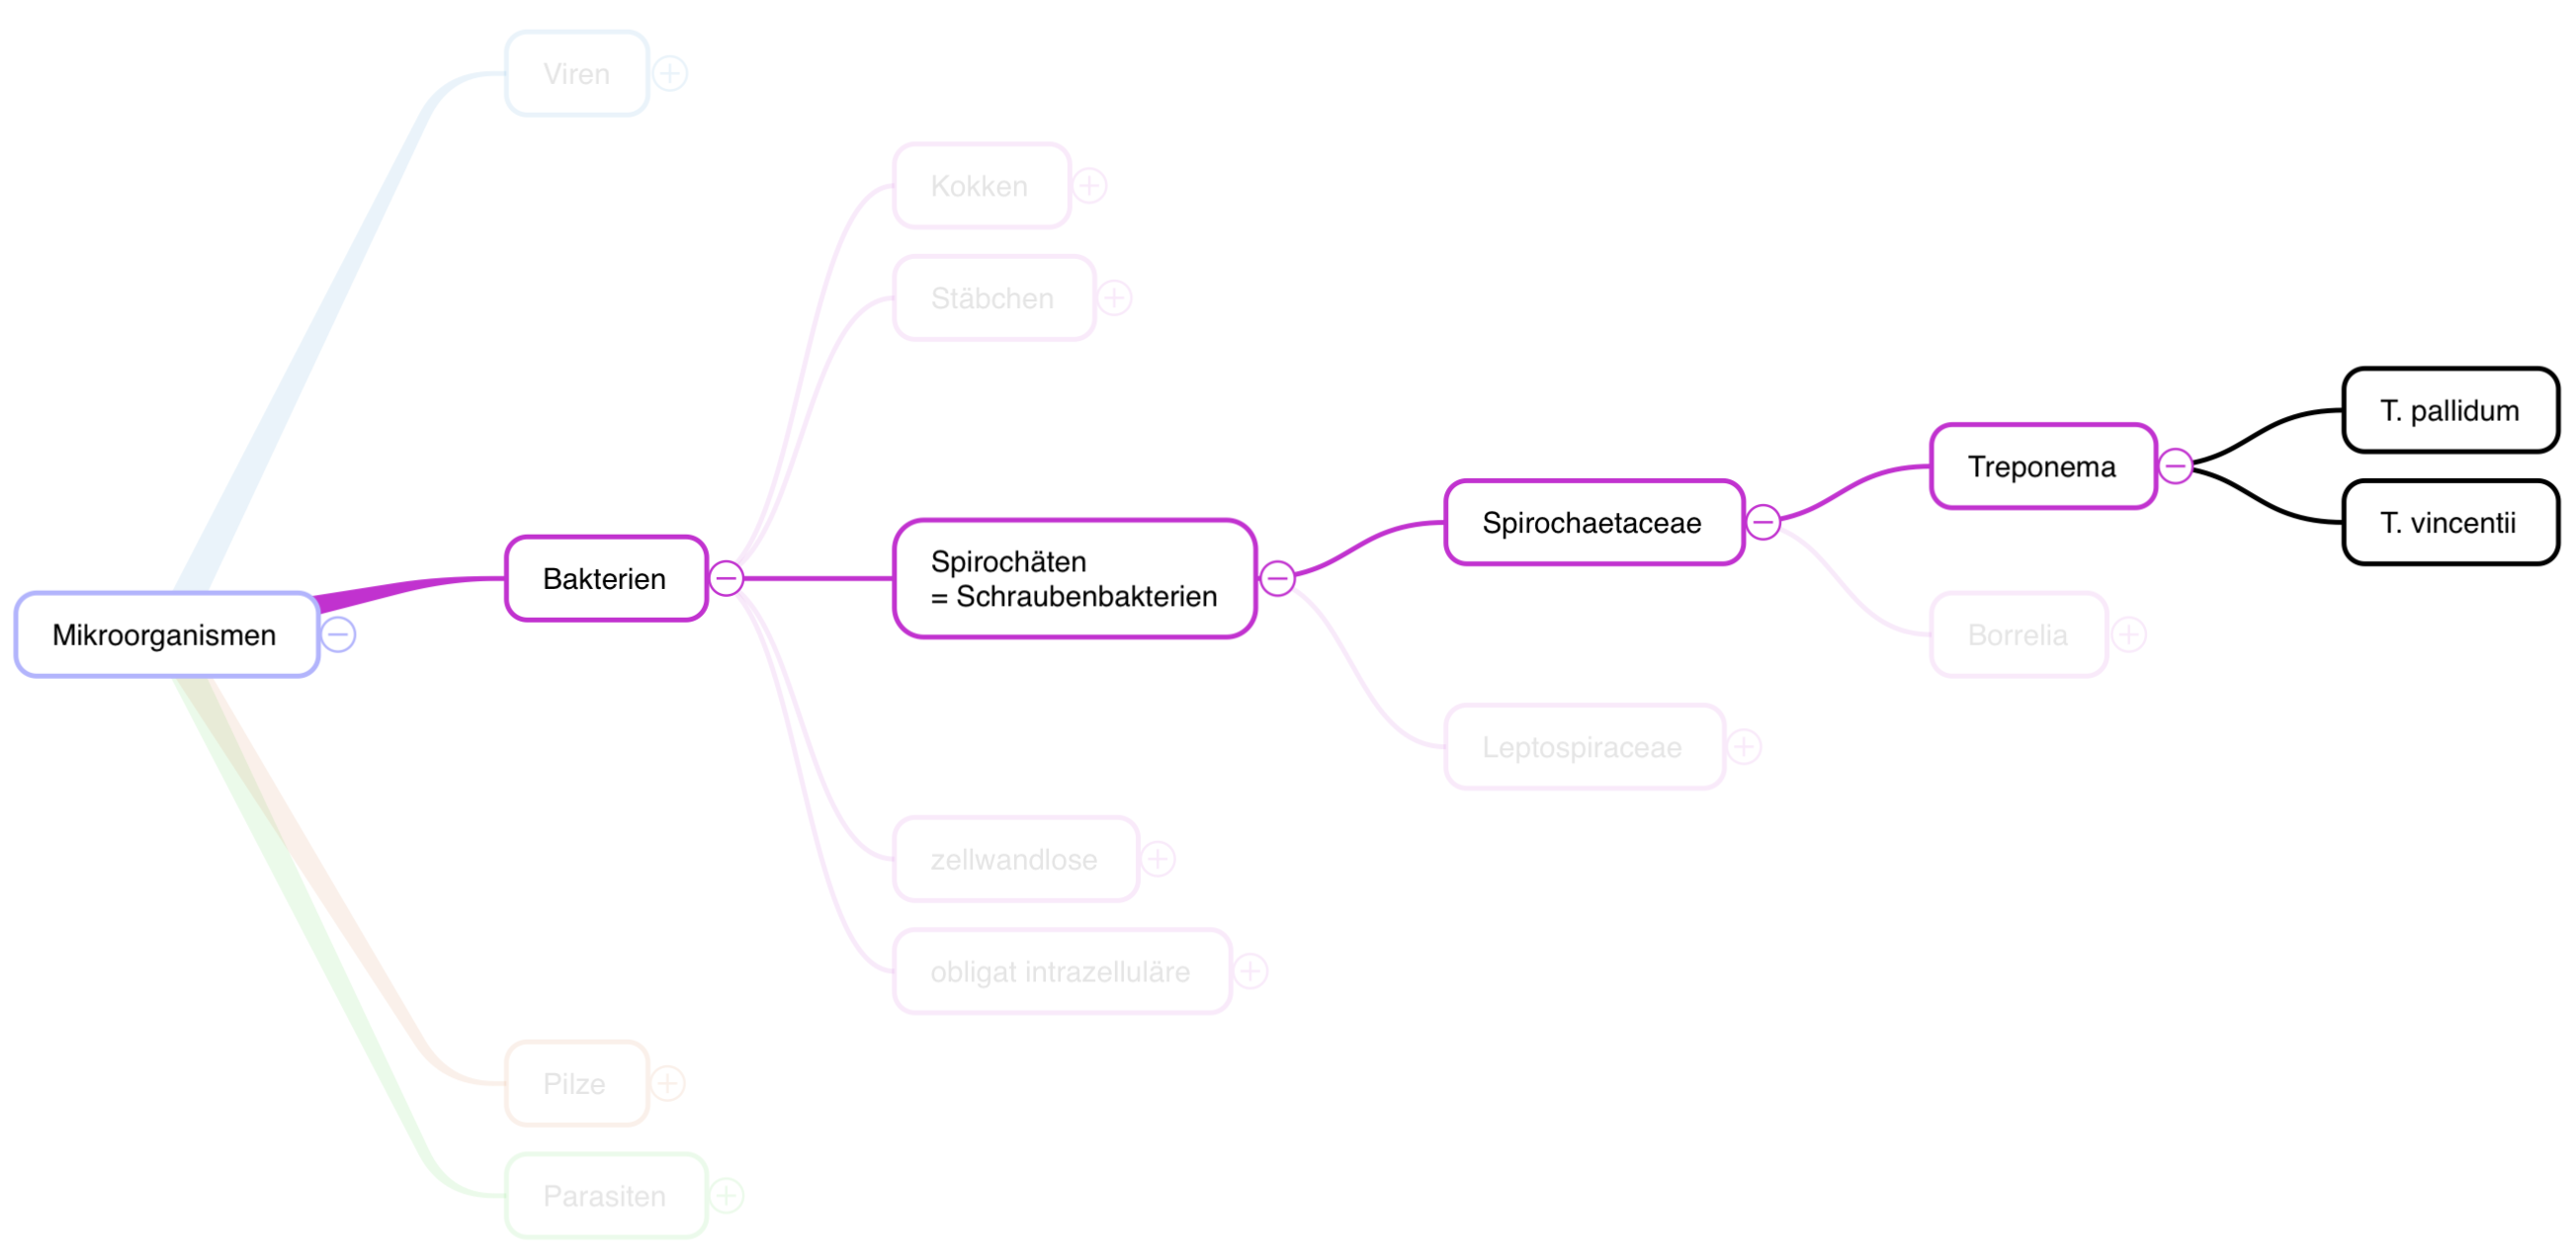 Viren
Kokken
Stäbchen
T. pallidum
Treponema
T. vincentii
Spirochaetaceae
Spirochäten
= Schraubenbakterien
Bakterien
Mikroorganismen
Borrelia
Leptospiraceae
zellwandlose
obligat intrazelluläre
Pilze
Parasiten